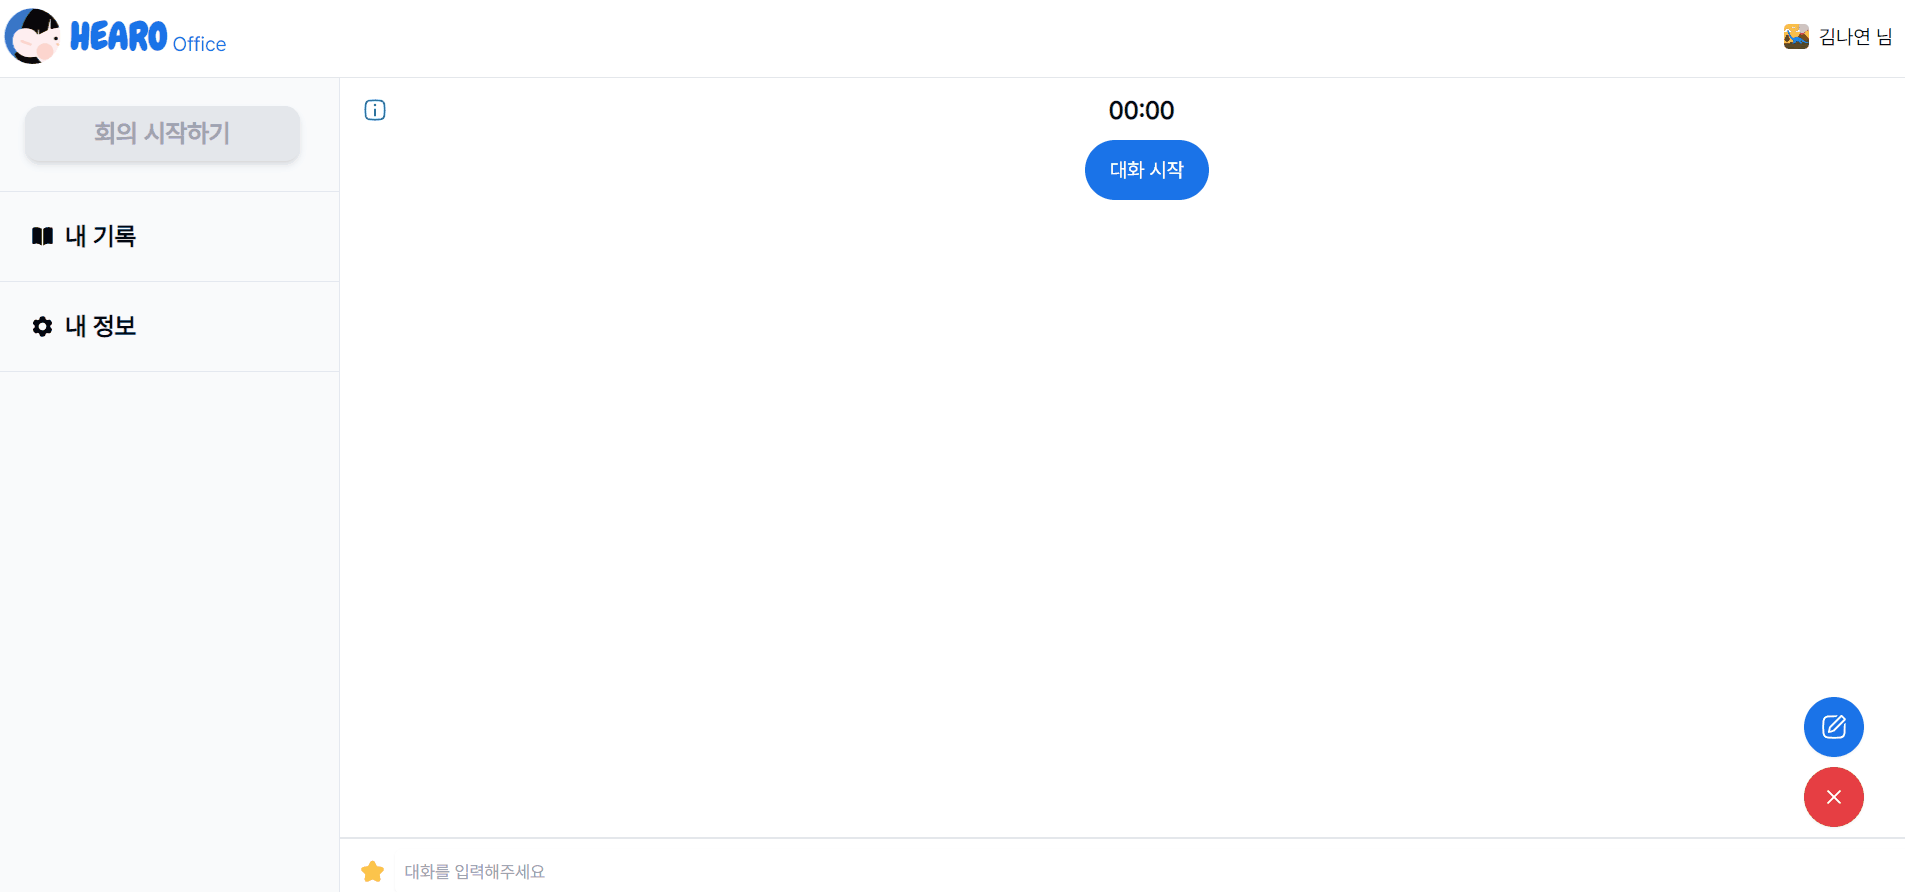 HEARO Office
김나연 님
회의 시작하기
내 기록
내 정보
00:00
대화 시작
대화를 입력해주세요